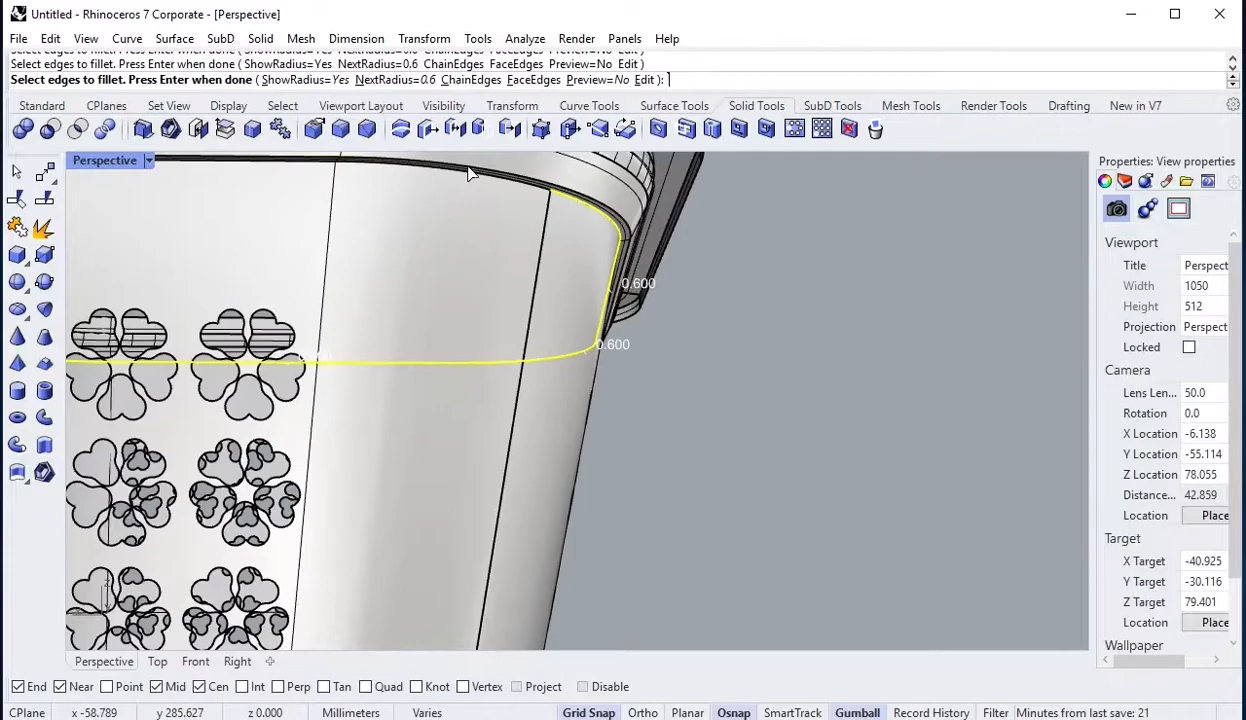 Untitled - Rhinoceros 7 Corporate - [Perspective]
File Edit View Curve Surface SubD Solid Mesh Dimension Transform Tools Analyze Render Panels Help
Select edges to fillet. Press Enter when done ( ShowRadius=Yes NextRadius=0.6 ChainEdges FaceEdges Preview=No Edit )
Select edges to fillet. Press Enter when done ( ShowRadius=Yes NextRadius=0.6 ChainEdges FaceEdges Preview=No Edit ):
Standard CPlanes Set View Display Select Viewport Layout Visibility Transform Curve Tools Surface Tools Solid Tools SubD Tools Mesh Tools Render Tools Drafting New in V7
Perspective
Properties: View properties
0.600
0.600
Viewport
Title Perspect
Width 1050
Height 512
Projection Perspect
Locked
Camera
Lens Len... 50.0
Rotation 0.0
X Location -6.138
Y Location -55.114
Z Location 78.055
Distance... 42.859
Location Place
Target
X Target -40.925
Y Target -30.116
Z Target 79.401
Location Place
Wallpaper
Perspective Top Front Right
End Near Point Mid Cen Int Perp Tan Quad Knot Vertex Project Disable
CPlane x -58.789 y 285.627 z 0.000 Millimeters Varies Grid Snap Ortho Planar Osnap SmartTrack Gumball Record History Filter Minutes from last save: 21